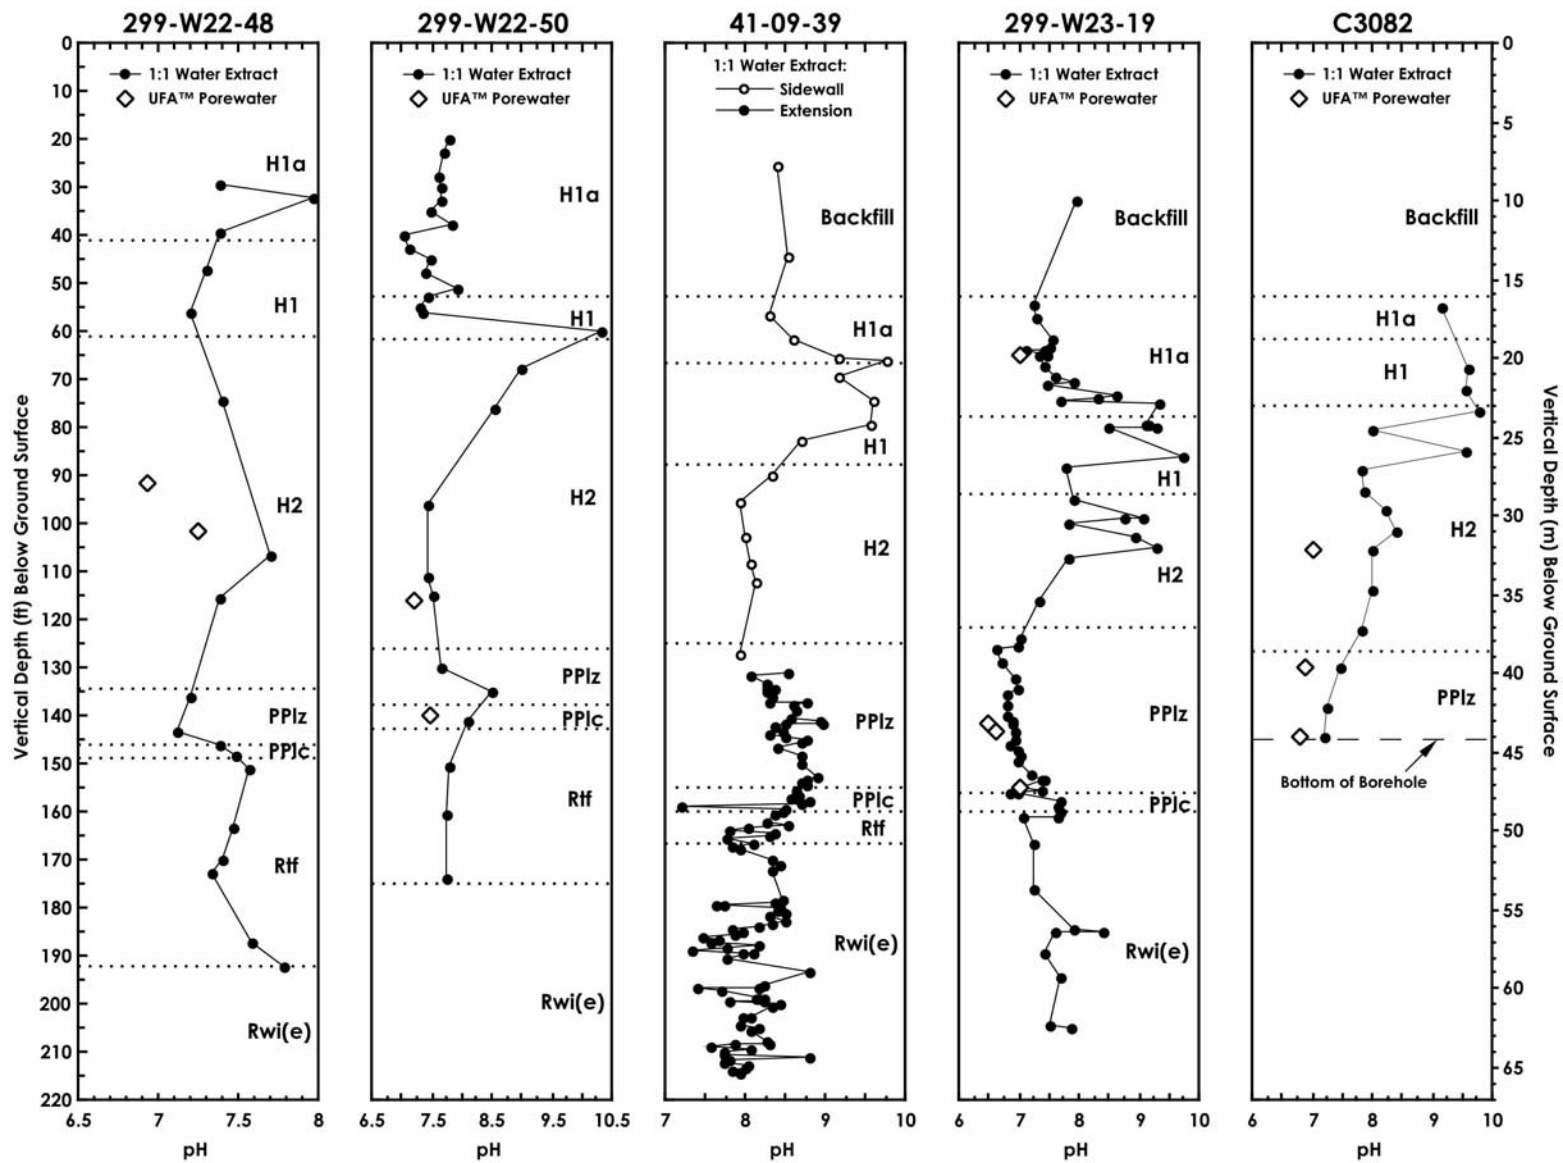 299-W22-48
299-W22-50
41-09-39
299-W23-19
C3082
Vertical Depth (ft) Below Ground Surface
0
10
20
30
40
50
60
70
80
90
100
110
120
130
140
150
160
170
180
190
200
210
220
1:1 Water Extract
UFA™ Porewater
H1a
H1
H2
PPlz
PPlc
Rtf
Rwi(e)
6.5
7
7.5
8
pH
1:1 Water Extract
UFA™ Porewater
H1a
H1
H2
PPlz
PPlc
Rtf
Rwi(e)
6.5
7.5
8.5
9.5
10.5
pH
1:1 Water Extract:
Sidewall
Extension
Backfill
H1a
H1
H2
PPlz
PPlc
Rtf
Rwi(e)
7
8
9
10
pH
1:1 Water Extract
UFA™ Porewater
Backfill
H1a
H1
H2
PPlz
PPlc
Rwi(e)
6
7
8
9
10
pH
1:1 Water Extract
UFA™ Porewater
Backfill
H1a
H1
H2
PPlz
Bottom of Borehole
6
7
8
9
10
pH
0
5
10
15
20
25
30
35
40
45
50
55
60
65
Vertical Depth (m) Below Ground Surface